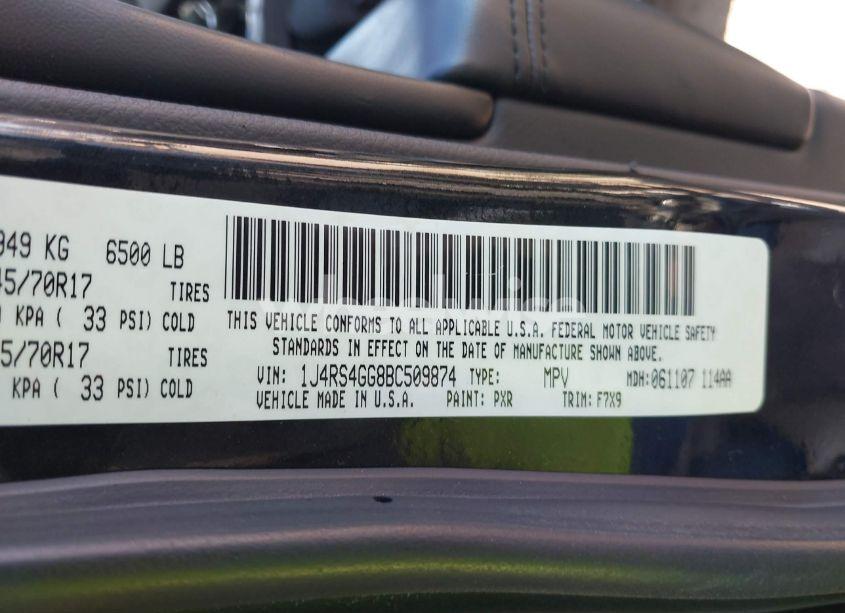 949 KG 6500 LB
45/70R17 TIRES
KPA ( 33 PSI) COLD
5/70R17 TIRES
KPA ( 33 PSI) COLD
THIS VEHICLE CONFORMS TO ALL APPLICABLE U.S.A. FEDERAL MOTOR VEHICLE SAFETY
STANDARDS IN EFFECT ON THE DATE OF MANUFACTURE SHOWN ABOVE.
VIN: 1J4RS4GG8BC509874 TYPE: MPV MDH: 061107 114AA
VEHICLE MADE IN U.S.A. PAINT: PXR TRIM: F7X9